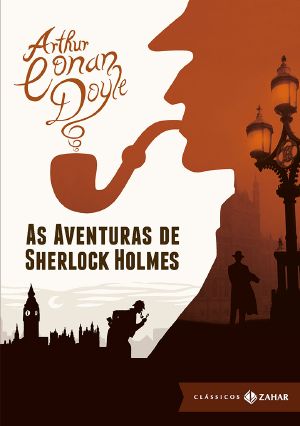 Arthur
Conan
Doyle
AS AVENTURAS DE
SHERLOCK HOLMES
CLÁSSICOS ZAHAR